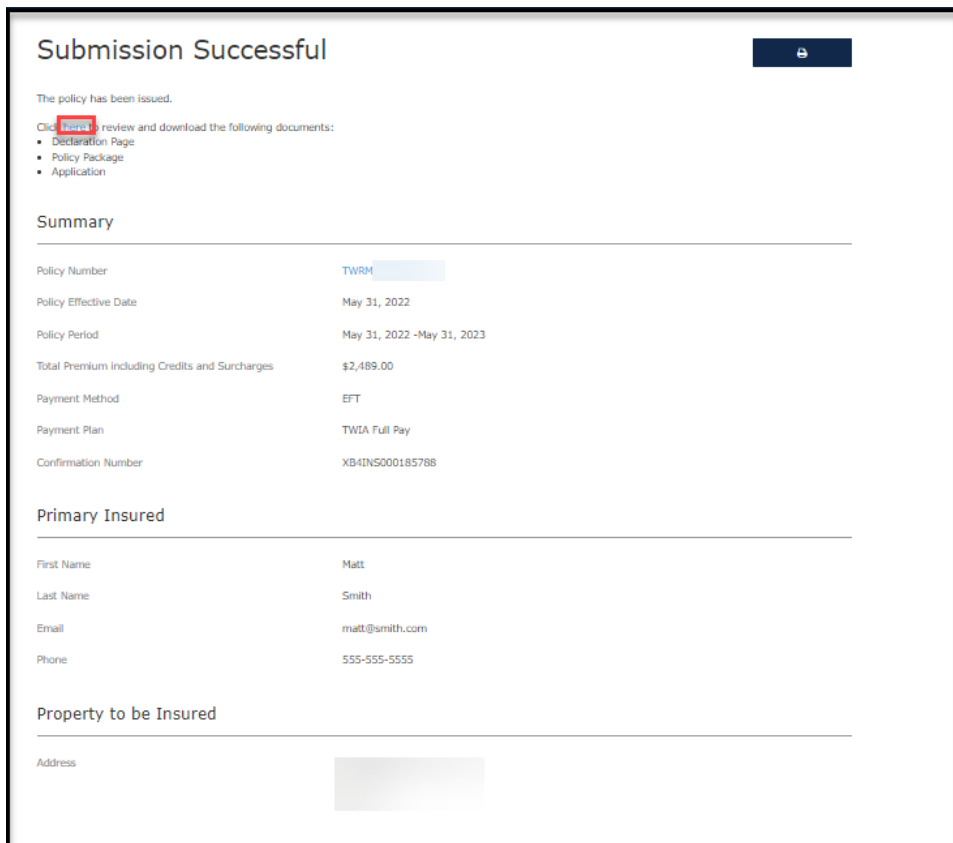 Submission Successful
The policy has been issued.
Click here to review and download the following documents:
• Declaration Page
• Policy Package
• Application
Summary
Policy Number TWRM
Policy Effective Date May 31, 2022
Policy Period May 31, 2022 -May 31, 2023
Total Premium including Credits and Surcharges $2,489.00
Payment Method EFT
Payment Plan TWIA Full Pay
Confirmation Number XB4INS000185788
Primary Insured
First Name Matt
Last Name Smith
Email matt@smith.com
Phone 555-555-5555
Property to be Insured
Address